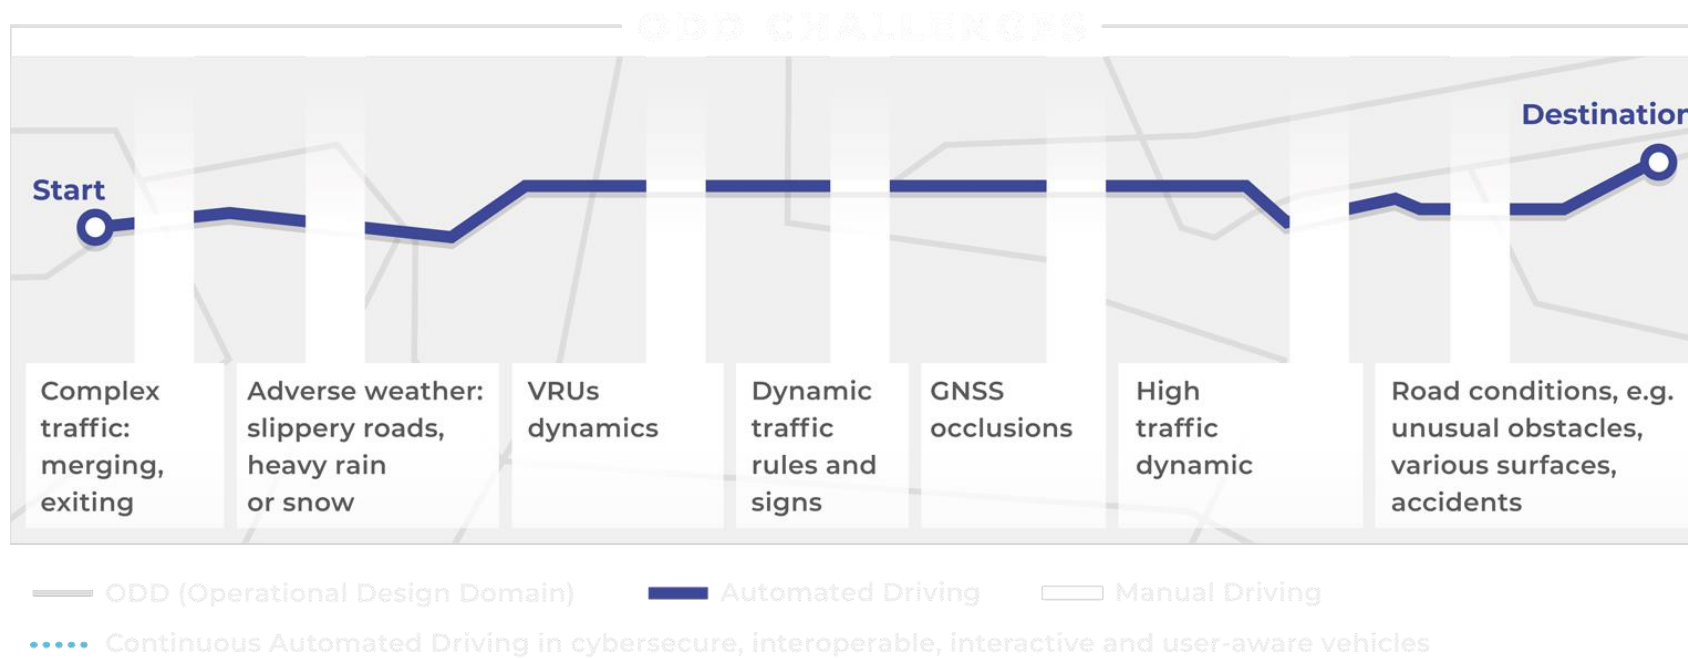 ODD CHALLENGES
Destination
Start
Complex
traffic:
merging,
exiting
Adverse weather:
slippery roads,
heavy rain
or snow
VRUs
dynamics
Dynamic
traffic
rules and
signs
GNSS
occlusions
High
traffic
dynamic
Road conditions, e.g.
unusual obstacles,
various surfaces,
accidents
ODD (Operational Design Domain)
Automated Driving
Manual Driving
Continuous Automated Driving in cybersecure, interoperable, interactive and user-aware vehicles